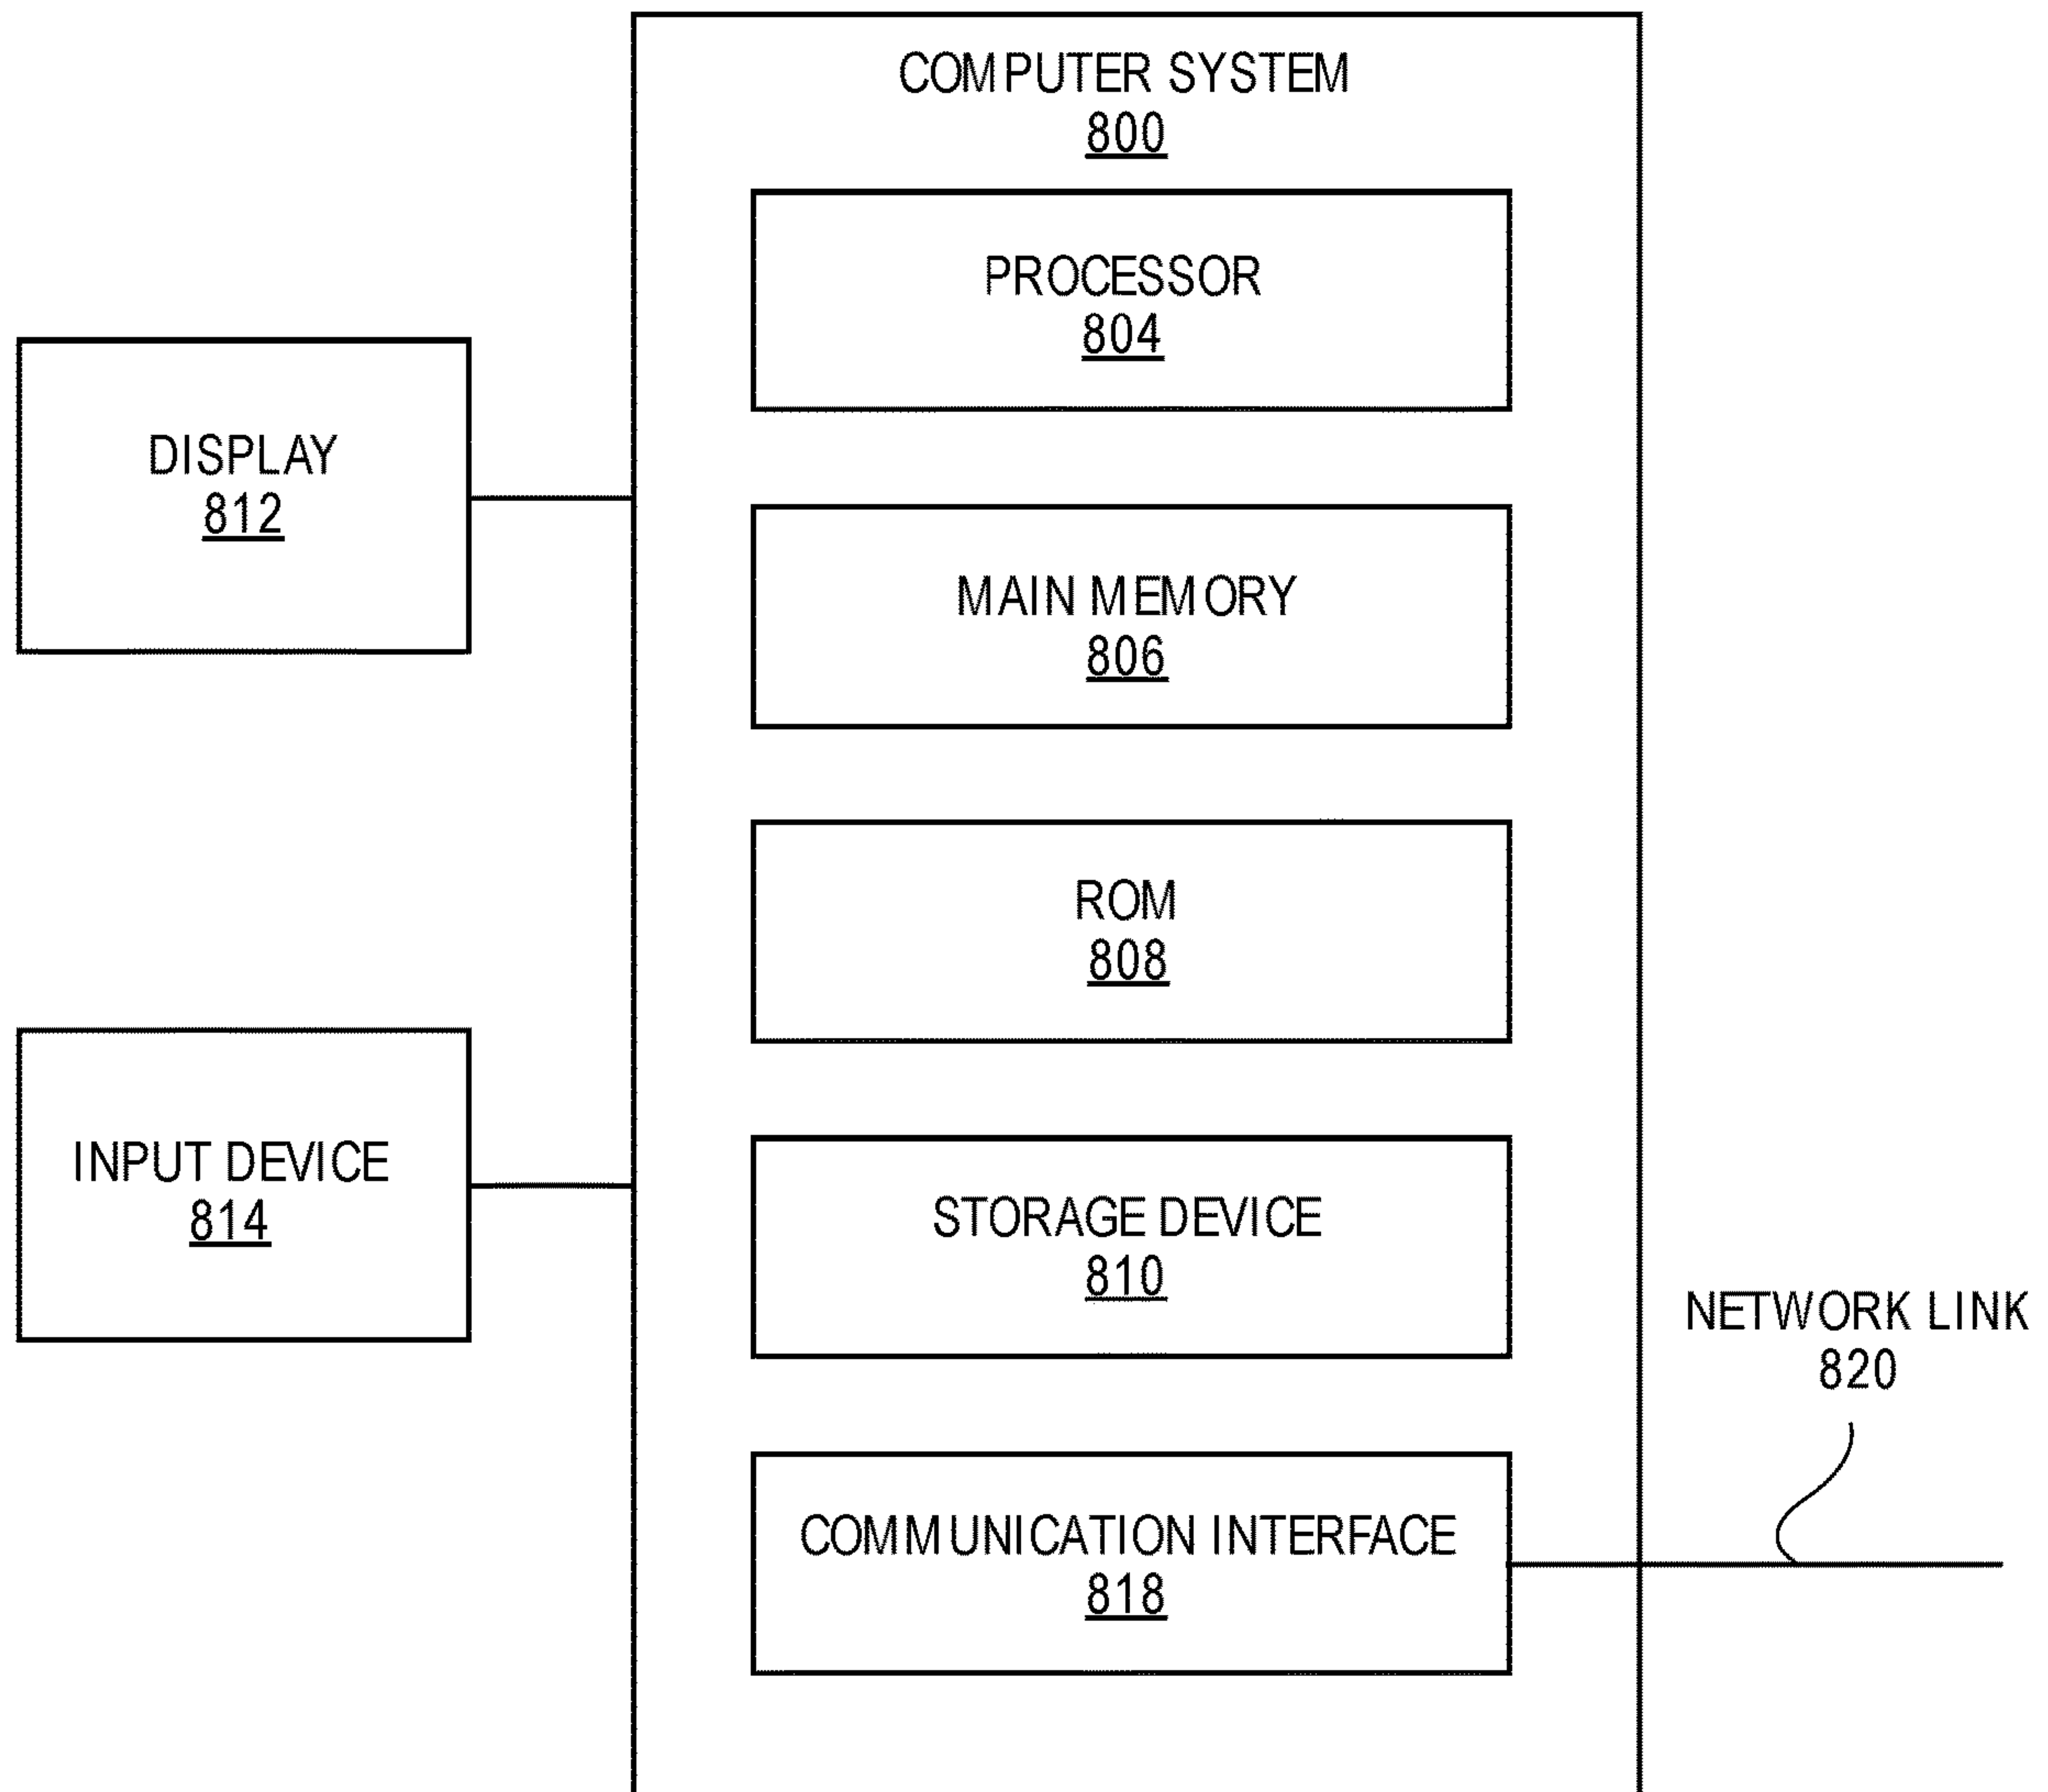 COMPUTER SYSTEM
800
PROCESSOR
804
DISPLAY
812
MAIN MEMORY
806
ROM
808
INPUT DEVICE
814
STORAGE DEVICE
810
NETWORK LINK
820
COMMUNICATION INTERFACE
818